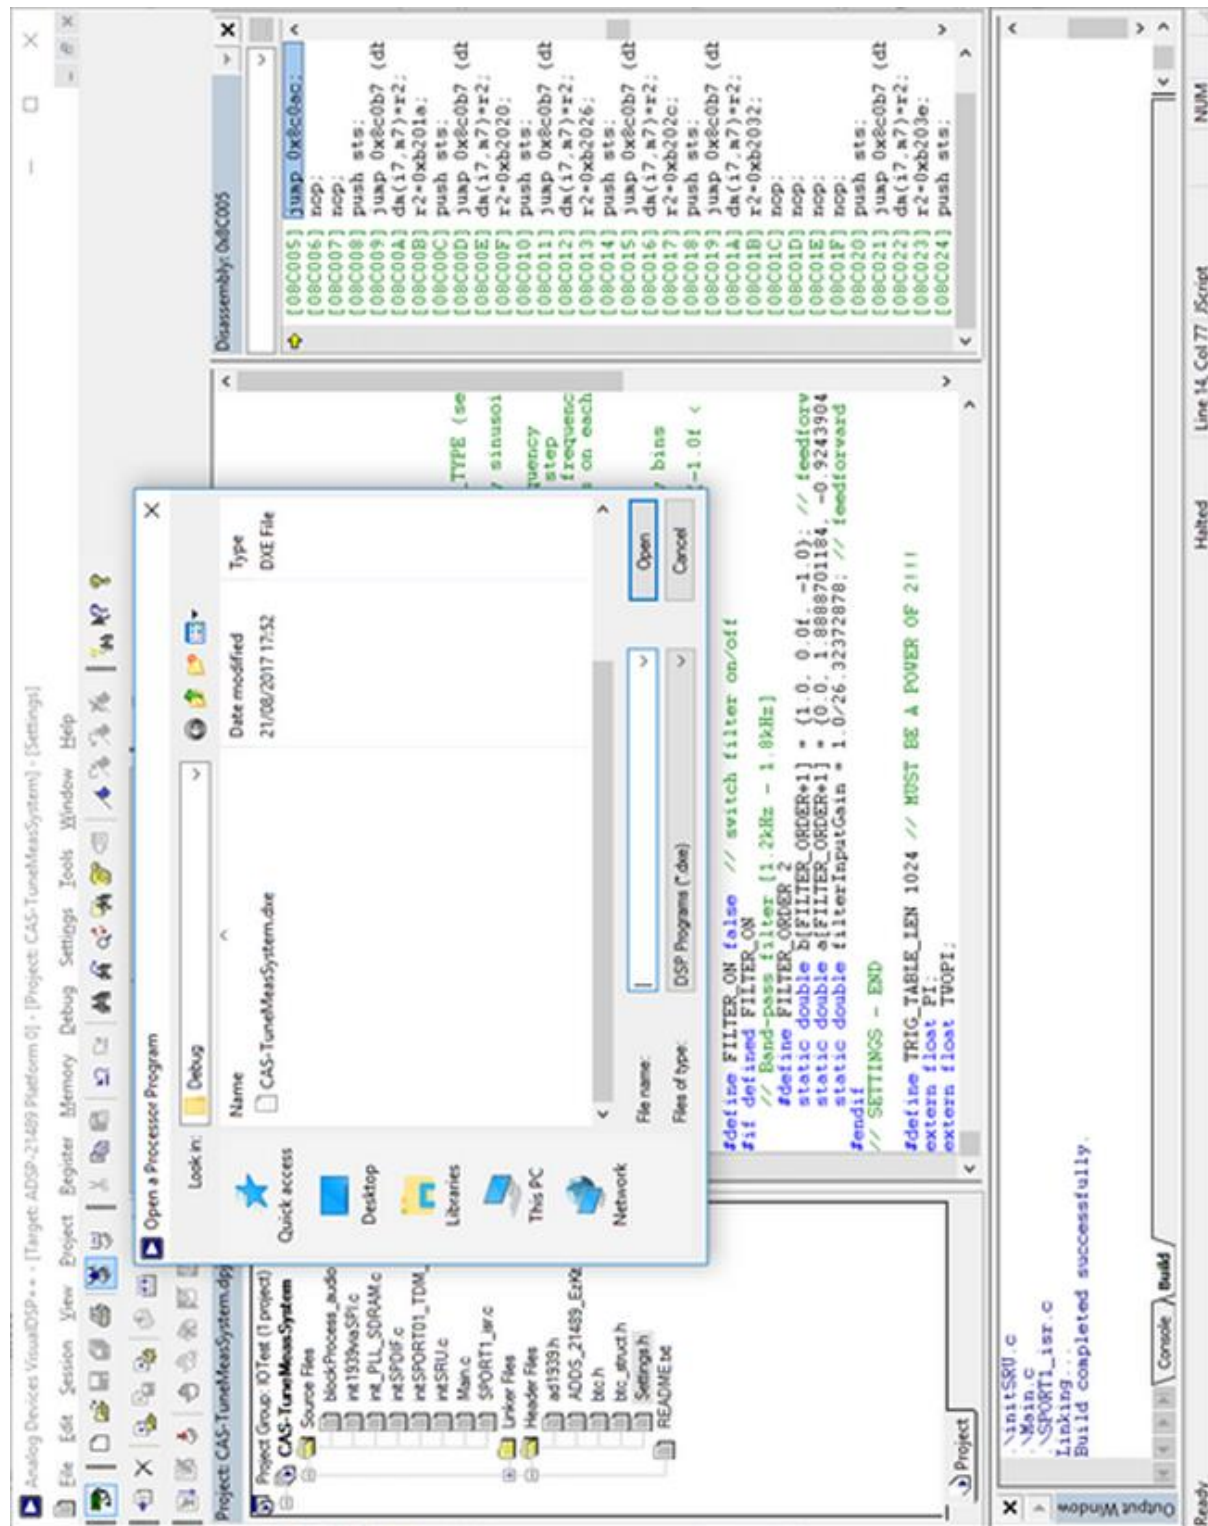 Analog Devices VisualDSP++ - [Target: ADSP-21489 Platform 0] - [Project: CAS-TuneMeasSystem] - [Settings]
File Edit Session View Project Register Memory Debug Settings Tools Window Help
Project: CAS-TuneMeasSystem.dpj
Project Group: IOTest (1 project)
CAS-TuneMeasSystem
Source Files
blockProcess_audio
init1939viaSPI.c
init_PLL_SDRAM.c
initSPDIF.c
initSPORT01_TDM_
initSRU.c
Main.c
SPORT1_isr.c
Linker Files
Header Files
ad1939.h
ADDS_21489_EzKit
btc.h
btc_struct.h
Settings.h
README.txt
Project
Open a Processor Program
Look in: Debug
Quick access
Desktop
Libraries
This PC
Network
Name Date modified Type
CAS-TuneMeasSystem.dxe 21/08/2017 17:52 DXE File
File name: Open
Files of type: DSP Programs (*.dxe) Cancel
_TYPE (se
y sinusoi
quency
step
frequenc
s on each
y bins
(-1.0f <
#define FILTER_ON false // switch filter on/off
#if defined FILTER_ON
// Band-pass filter [1.2kHz - 1.8kHz]
#define FILTER_ORDER 2
static double b[FILTER_ORDER+1] = {1.0, 0.0f, -1.0}; // feedforw
static double a[FILTER_ORDER+1] = {0.0, 1.8888701184, -0.9243904
static double filterInputGain = 1.0/26.32372878; // feedforward
#endif
// SETTINGS - END
#define TRIG_TABLE_LEN 1024 // MUST BE A POWER OF 2!!!
extern float PI;
extern float TWOPI;
Disassembly: 0x8C005
[08C005] jump 0x8c0ac;
[08C006] nop;
[08C007] nop;
[08C008] push sts;
[08C009] jump 0x8c0b7 (db
[08C00A] dm(i7,m7)=r2;
[08C00B] r2=0xb201a;
[08C00C] push sts;
[08C00D] jump 0x8c0b7 (db
[08C00E] dm(i7,m7)=r2;
[08C00F] r2=0xb2020;
[08C010] push sts;
[08C011] jump 0x8c0b7 (db
[08C012] dm(i7,m7)=r2;
[08C013] r2=0xb2026;
[08C014] push sts;
[08C015] jump 0x8c0b7 (db
[08C016] dm(i7,m7)=r2;
[08C017] r2=0xb202c;
[08C018] push sts;
[08C019] jump 0x8c0b7 (db
[08C01A] dm(i7,m7)=r2;
[08C01B] r2=0xb2032;
[08C01C] nop;
[08C01D] nop;
[08C01E] nop;
[08C01F] nop;
[08C020] push sts;
[08C021] jump 0x8c0b7 (db
[08C022] dm(i7,m7)=r2;
[08C023] r2=0xb203e;
[08C024] push sts;
Output Window
.\initSRU.c
.\Main.c
.\SPORT1_isr.c
Linking...
Build completed successfully.
Console Build
Ready Halted Line 14, Col 77 JScript NUM